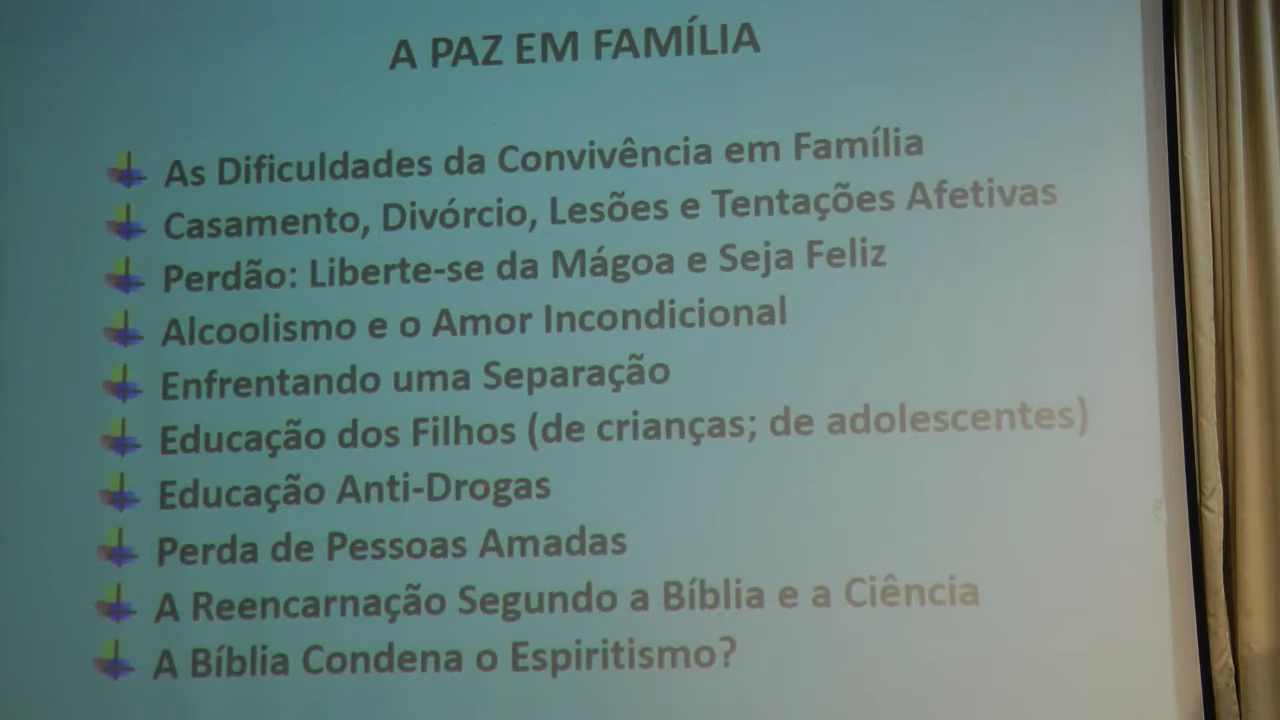 A PAZ EM FAMÍLIA
As Dificuldades da Convivência em Família
Casamento, Divórcio, Lesões e Tentações Afetivas
Perdão: Liberte-se da Mágoa e Seja Feliz
Alcoolismo e o Amor Incondicional
Enfrentando uma Separação
Educação dos Filhos (de crianças; de adolescentes)
Educação Anti-Drogas
Perda de Pessoas Amadas
A Reencarnação Segundo a Bíblia e a Ciência
A Bíblia Condena o Espiritismo?